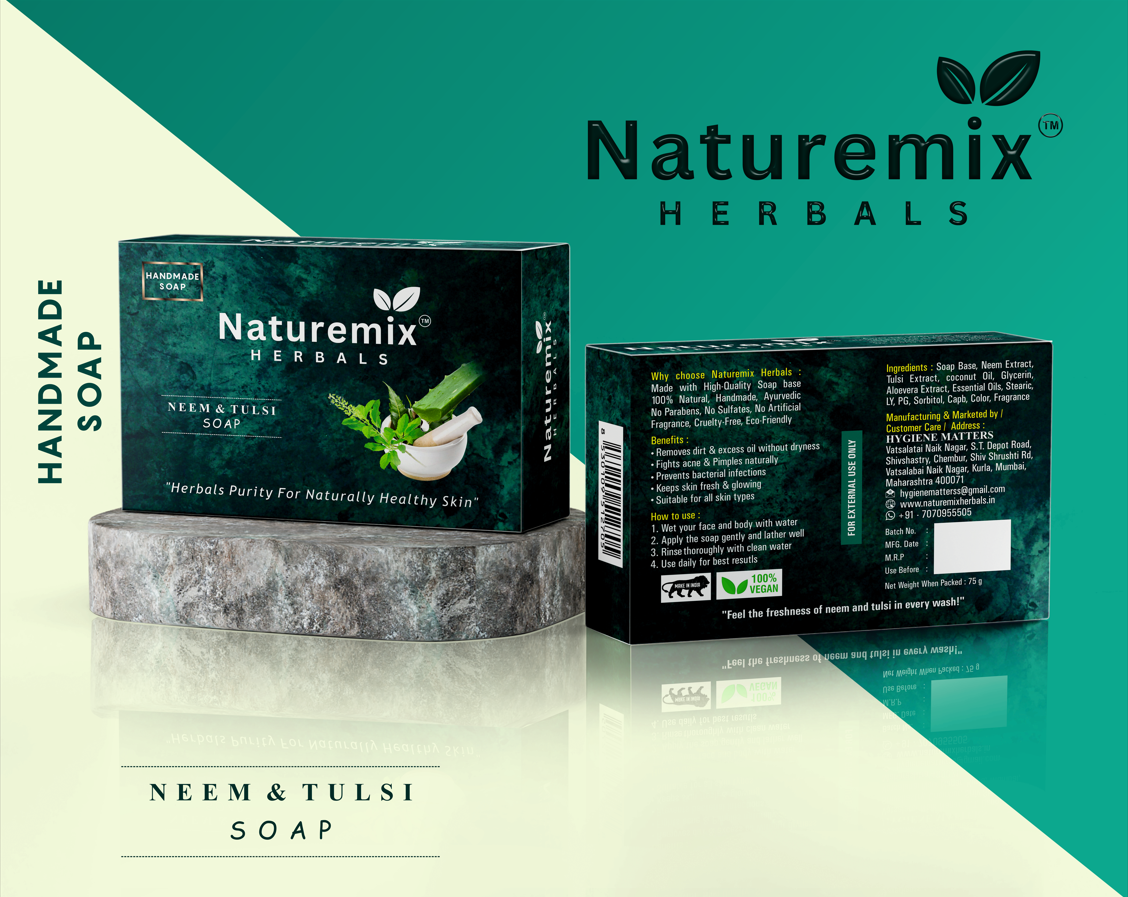 Naturemix TM
HERBALS
HANDMADE
SOAP
Naturemix
HANDMADE
SOAP
Naturemix TM
HERBALS
NEEM & TULSI
SOAP
"Herbals Purity For Naturally Healthy Skin"
Naturemix
HERBALS
Naturemix
Why choose Naturemix Herbals :
Made with High-Quality Soap base
100% Natural, Handmade, Ayurvedic
No Parabens, No Sulfates, No Artificial
Fragrance, Cruelty-Free, Eco-Friendly
Benefits :
• Removes dirt & excess oil without dryness
• Fights acne & Pimples naturally
• Prevents bacterial infections
• Keeps skin fresh & glowing
• Suitable for all skin types
How to use :
1. Wet your face and body with water
2. Apply the soap gently and lather well
3. Rinse thoroughly with clean water
4. Use daily for best resutls
MAKE IN INDIA
100%
VEGAN
FOR EXTERNAL USE ONLY
Ingredients : Soap Base, Neem Extract,
Tulsi Extract, coconut Oil, Glycerin,
Aloevera Extract, Essential Oils, Stearic,
LY, PG, Sorbitol, Capb, Color, Fragrance
Manufacturing & Marketed by /
Customer Care / Address :
HYGIENE MATTERS
Vatsalatai Naik Nagar, S.T. Depot Road,
Shivshastry, Chembur, Shiv Shrushti Rd,
Vatsalabai Naik Nagar, Kurla, Mumbai,
Maharashtra 400071
hygienematterss@gmail.com
www.naturemixherbals.in
+91 - 7070955505
Batch No. :
MFG. Date :
M.R.P :
Use Before :
Net Weight When Packed : 75 g
"Feel the freshness of neem and tulsi in every wash!"
NEEM & TULSI
SOAP